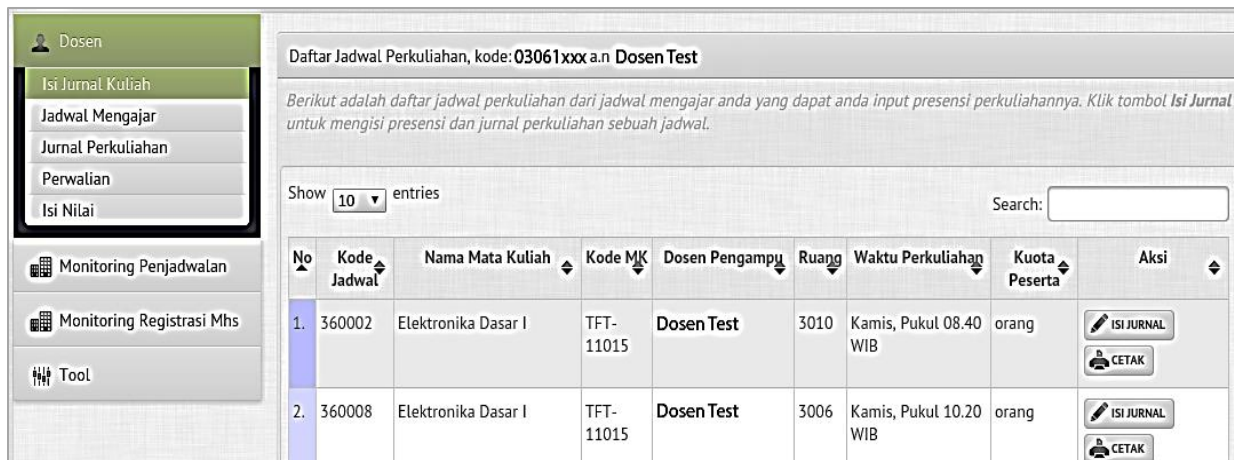 Dosen
Isi Jurnal Kuliah
Jadwal Mengajar
Jurnal Perkuliahan
Perwalian
Isi Nilai
Monitoring Penjadwalan
Monitoring Registrasi Mhs
Tool
Daftar Jadwal Perkuliahan, kode: 03061xxx a.n Dosen Test
Berikut adalah daftar jadwal perkuliahan dari jadwal mengajar anda yang dapat anda input presensi perkuliahannya. Klik tombol Isi Jurnal
untuk mengisi presensi dan jurnal perkuliahan sebuah jadwal.
Show 10 entries
Search:
No Kode Nama Mata Kuliah Kode MK Dosen Pengampu Ruang Waktu Perkuliahan Kuota Aksi
Jadwal Peserta
1. 360002 Elektronika Dasar I TFT- Dosen Test 3010 Kamis, Pukul 08.40 orang ISI JURNAL
11015 WIB CETAK
2. 360008 Elektronika Dasar I TFT- Dosen Test 3006 Kamis, Pukul 10.20 orang ISI JURNAL
11015 WIB CETAK